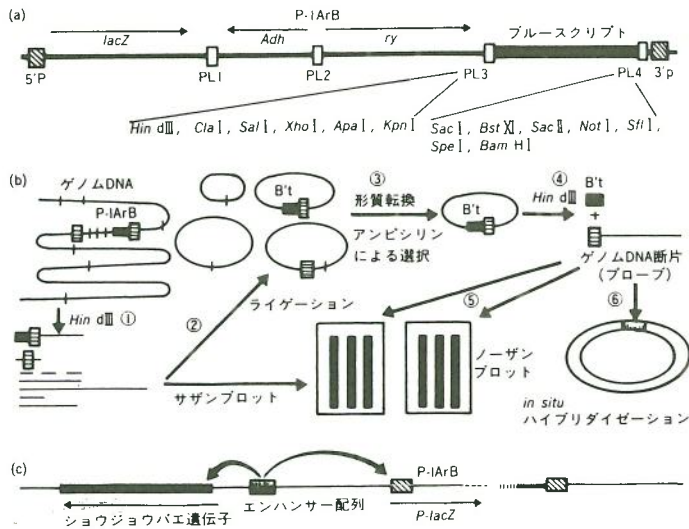 (a)
P-lArB
lacZ
Adh
ry
ブルースクリプト
5'P
PL1
PL2
PL3
PL4
3'p
Hin dⅢ, Cla Ⅰ, Sal Ⅰ, Xho Ⅰ, Apa Ⅰ, Kpn Ⅰ
Sac Ⅰ, Bst Ⅺ, Sac Ⅱ, Not Ⅰ, Sfi Ⅰ,
Spe Ⅰ, Bam H Ⅰ
(b)
ゲノムDNA
P-lArB
Hin dⅢ ①
②
ライゲーション
サザンブロット
B't
③
形質転換
アンピシリン
による選択
B't
④
Hin dⅢ
B't
+
ゲノムDNA断片
(プローブ)
⑤
⑥
ノーザン
ブロット
in situ
ハイブリダイゼーション
(c)
P-lArB
ショウジョウバエ遺伝子
エンハンサー配列
P-lacZ